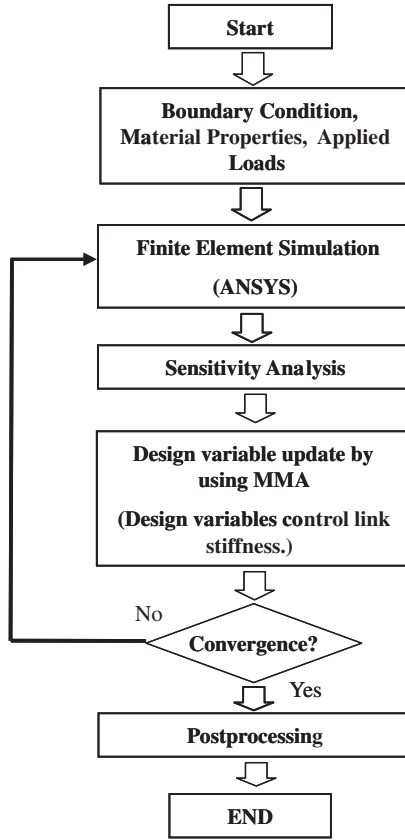 Start
Boundary Condition,
Material Properties, Applied
Loads
Finite Element Simulation
(ANSYS)
Sensitivity Analysis
Design variable update by
using MMA
(Design variables control link
stiffness.)
No
Convergence?
Yes
Postprocessing
END